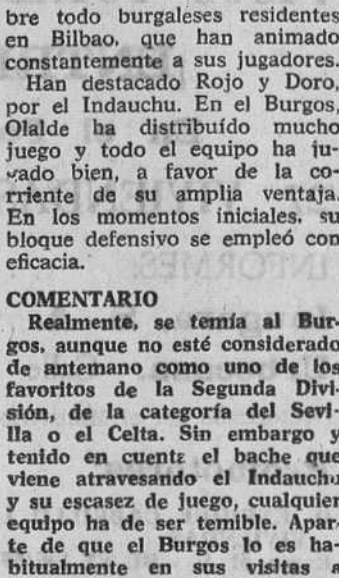 bre todo burgaleses residentes
en Bilbao, que han animado
constantemente a sus jugadores.
Han destacado Rojo y Doro,
por el Indauchu. En el Burgos,
Olalde ha distribuído mucho
juego y todo el equipo ha ju-
gado bien, a favor de la co-
rriente de su amplia ventaja.
En los momentos iniciales, su
bloque defensivo se empleó con
eficacia.
COMENTARIO
Realmente, se temía al Bur-
gos, aunque no esté considerado
de antemano como uno de los
favoritos de la Segunda Divi-
sión, de la categoría del Sevi-
lla o el Celta. Sin embargo y
tenido en cuente el bache que
viene atravesando el Indauchu
y su escasez de juego, cualquier
equipo ha de ser temible. Apar-
te de que el Burgos lo es ha-
bitualmente en sus visitas a